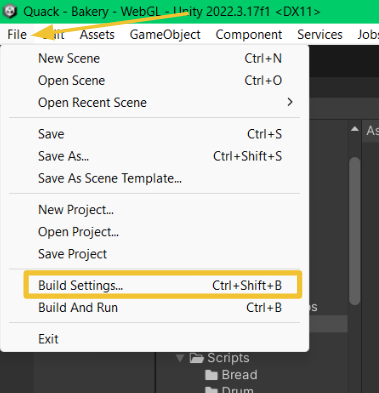 Quack - Bakery - WebGL - Unity 2022.3.17f1 <DX11>
File Edit Assets GameObject Component Services Jobs
New Scene Ctrl+N
Open Scene Ctrl+O
Open Recent Scene
Save Ctrl+S
Save As... Ctrl+Shift+S
Save As Scene Template...
New Project...
Open Project...
Save Project
Build Settings... Ctrl+Shift+B
Build And Run Ctrl+B
Exit
Scripts
Bread
Drum